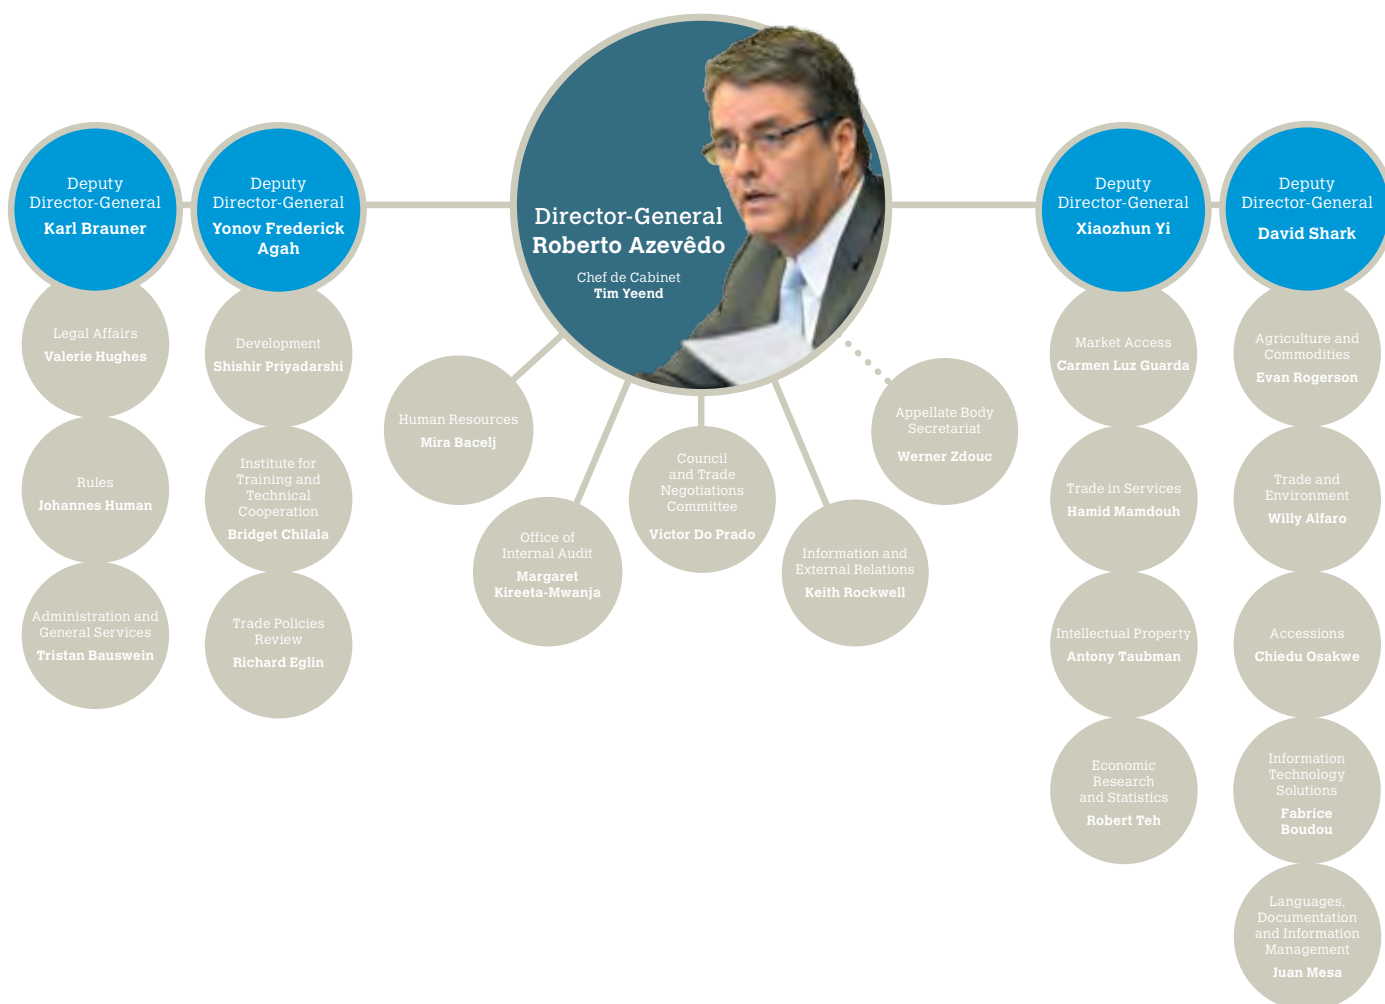 Deputy
Director-General
Karl Brauner
Legal Affairs
Valerie Hughes
Rules
Johannes Human
Administration and
General Services
Tristan Bauswein
Deputy
Director-General
Yonov Frederick
Agah
Development
Shishir Priyadarshi
Institute for
Training and
Technical
Cooperation
Bridget Chilala
Trade Policies
Review
Richard Eglin
Director-General
Roberto Azevêdo
Chef de Cabinet
Tim Yeend
Human Resources
Mira Bacelj
Office of
Internal Audit
Margaret
Kireeta-Mwanja
Council
and Trade
Negotiations
Committee
Victor Do Prado
Information and
External Relations
Keith Rockwell
Appellate Body
Secretariat
Werner Zdouc
Deputy
Director-General
Xiaozhun Yi
Market Access
Carmen Luz Guarda
Trade in Services
Hamid Mamdouh
Intellectual Property
Antony Taubman
Economic
Research
and Statistics
Robert Teh
Deputy
Director-General
David Shark
Agriculture and
Commodities
Evan Rogerson
Trade and
Environment
Willy Alfaro
Accessions
Chiedu Osakwe
Information
Technology
Solutions
Fabrice
Boudou
Languages,
Documentation
and Information
Management
Juan Mesa